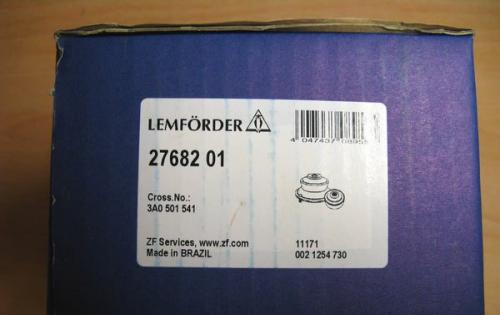 LEMFÖRDER
27682 01
Cross.No.:
3A0 501 541
ZF Services, www.zf.com
Made in BRAZIL
11171
002 1254 730